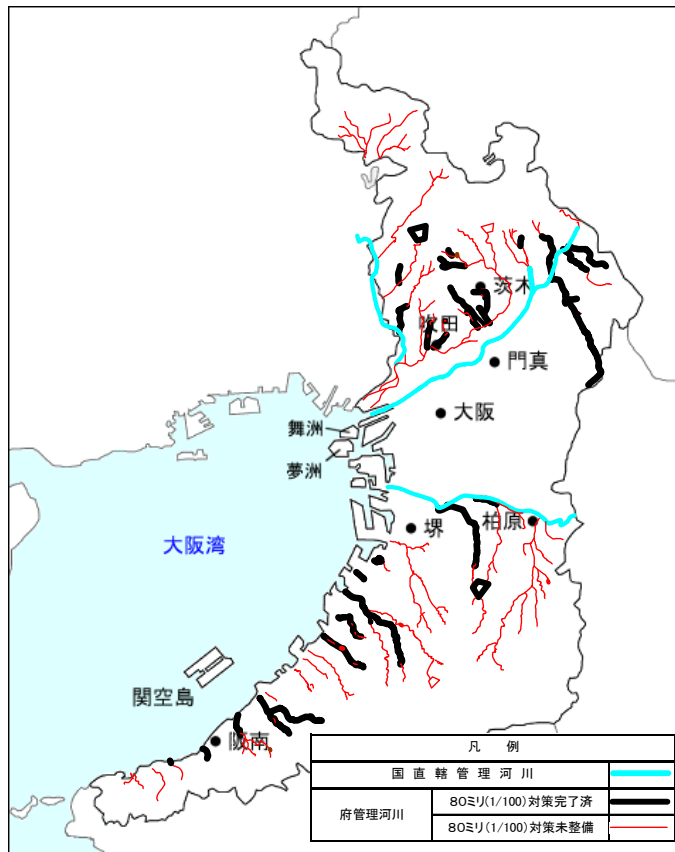 茨木
吹田
門真
大阪
舞洲
夢洲
大阪湾
堺
柏原
関空島
阪南
凡 例
国直轄管理河川
府管理河川
80ミリ(1/100)対策完了済
80ミリ(1/100)対策未整備